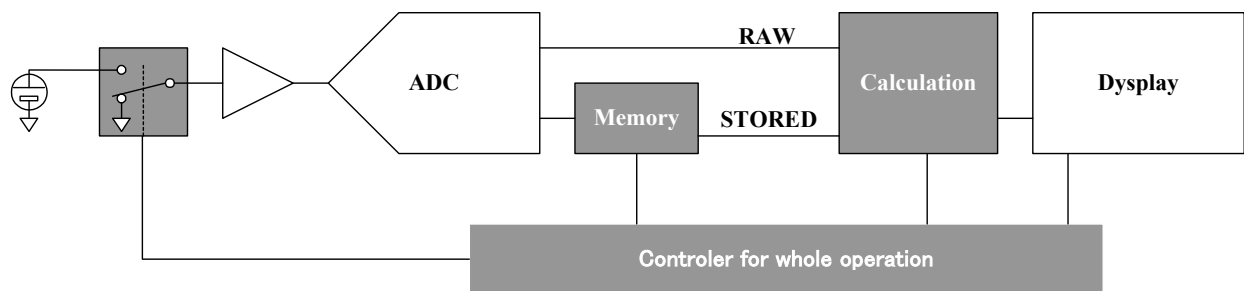 RAW
ADC
Calculation
Dysplay
Memory
STORED
Controler for whole operation